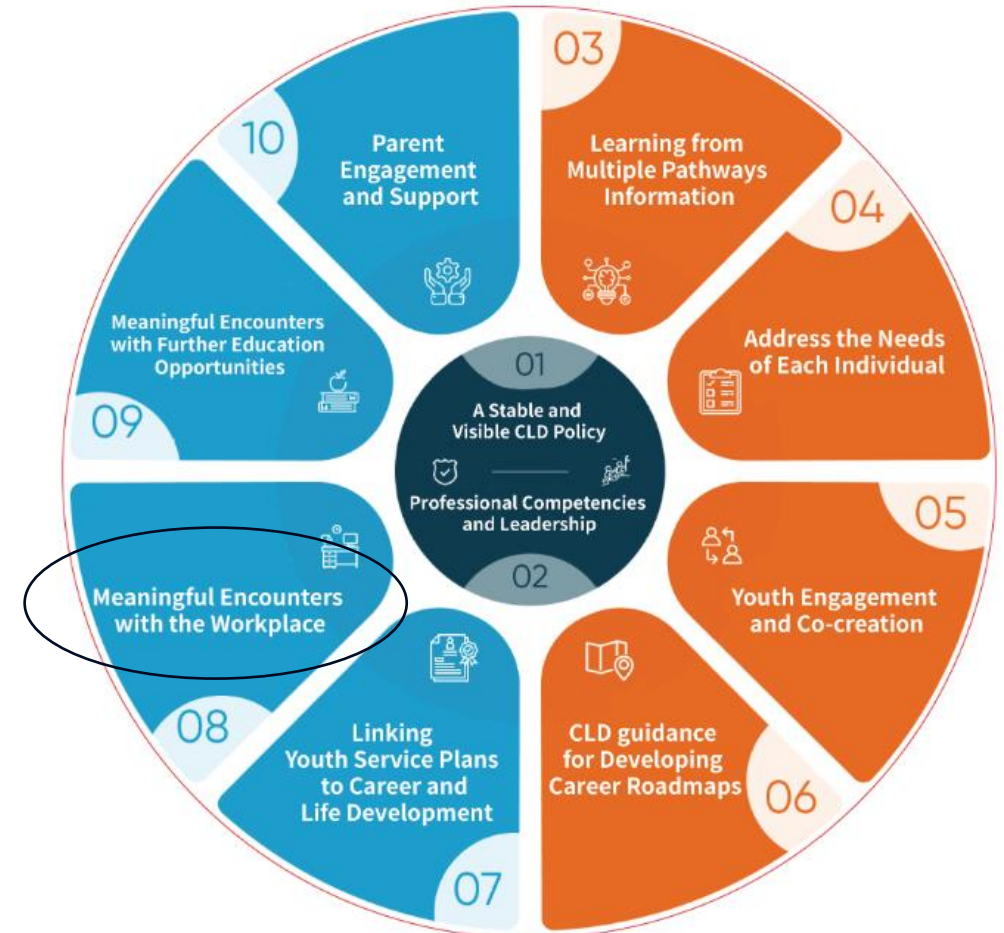 01
A Stable and
Visible CLD Policy
Professional Competencies
and Leadership
02
03
Learning from
Multiple Pathways
Information
04
Address the Needs
of Each Individual
05
Youth Engagement
and Co-creation
06
CLD guidance
for Developing
Career Roadmaps
07
Linking
Youth Service Plans
to Career and
Life Development
08
Meaningful Encounters
with the Workplace
09
Meaningful Encounters
with Further Education
Opportunities
10
Parent
Engagement
and Support